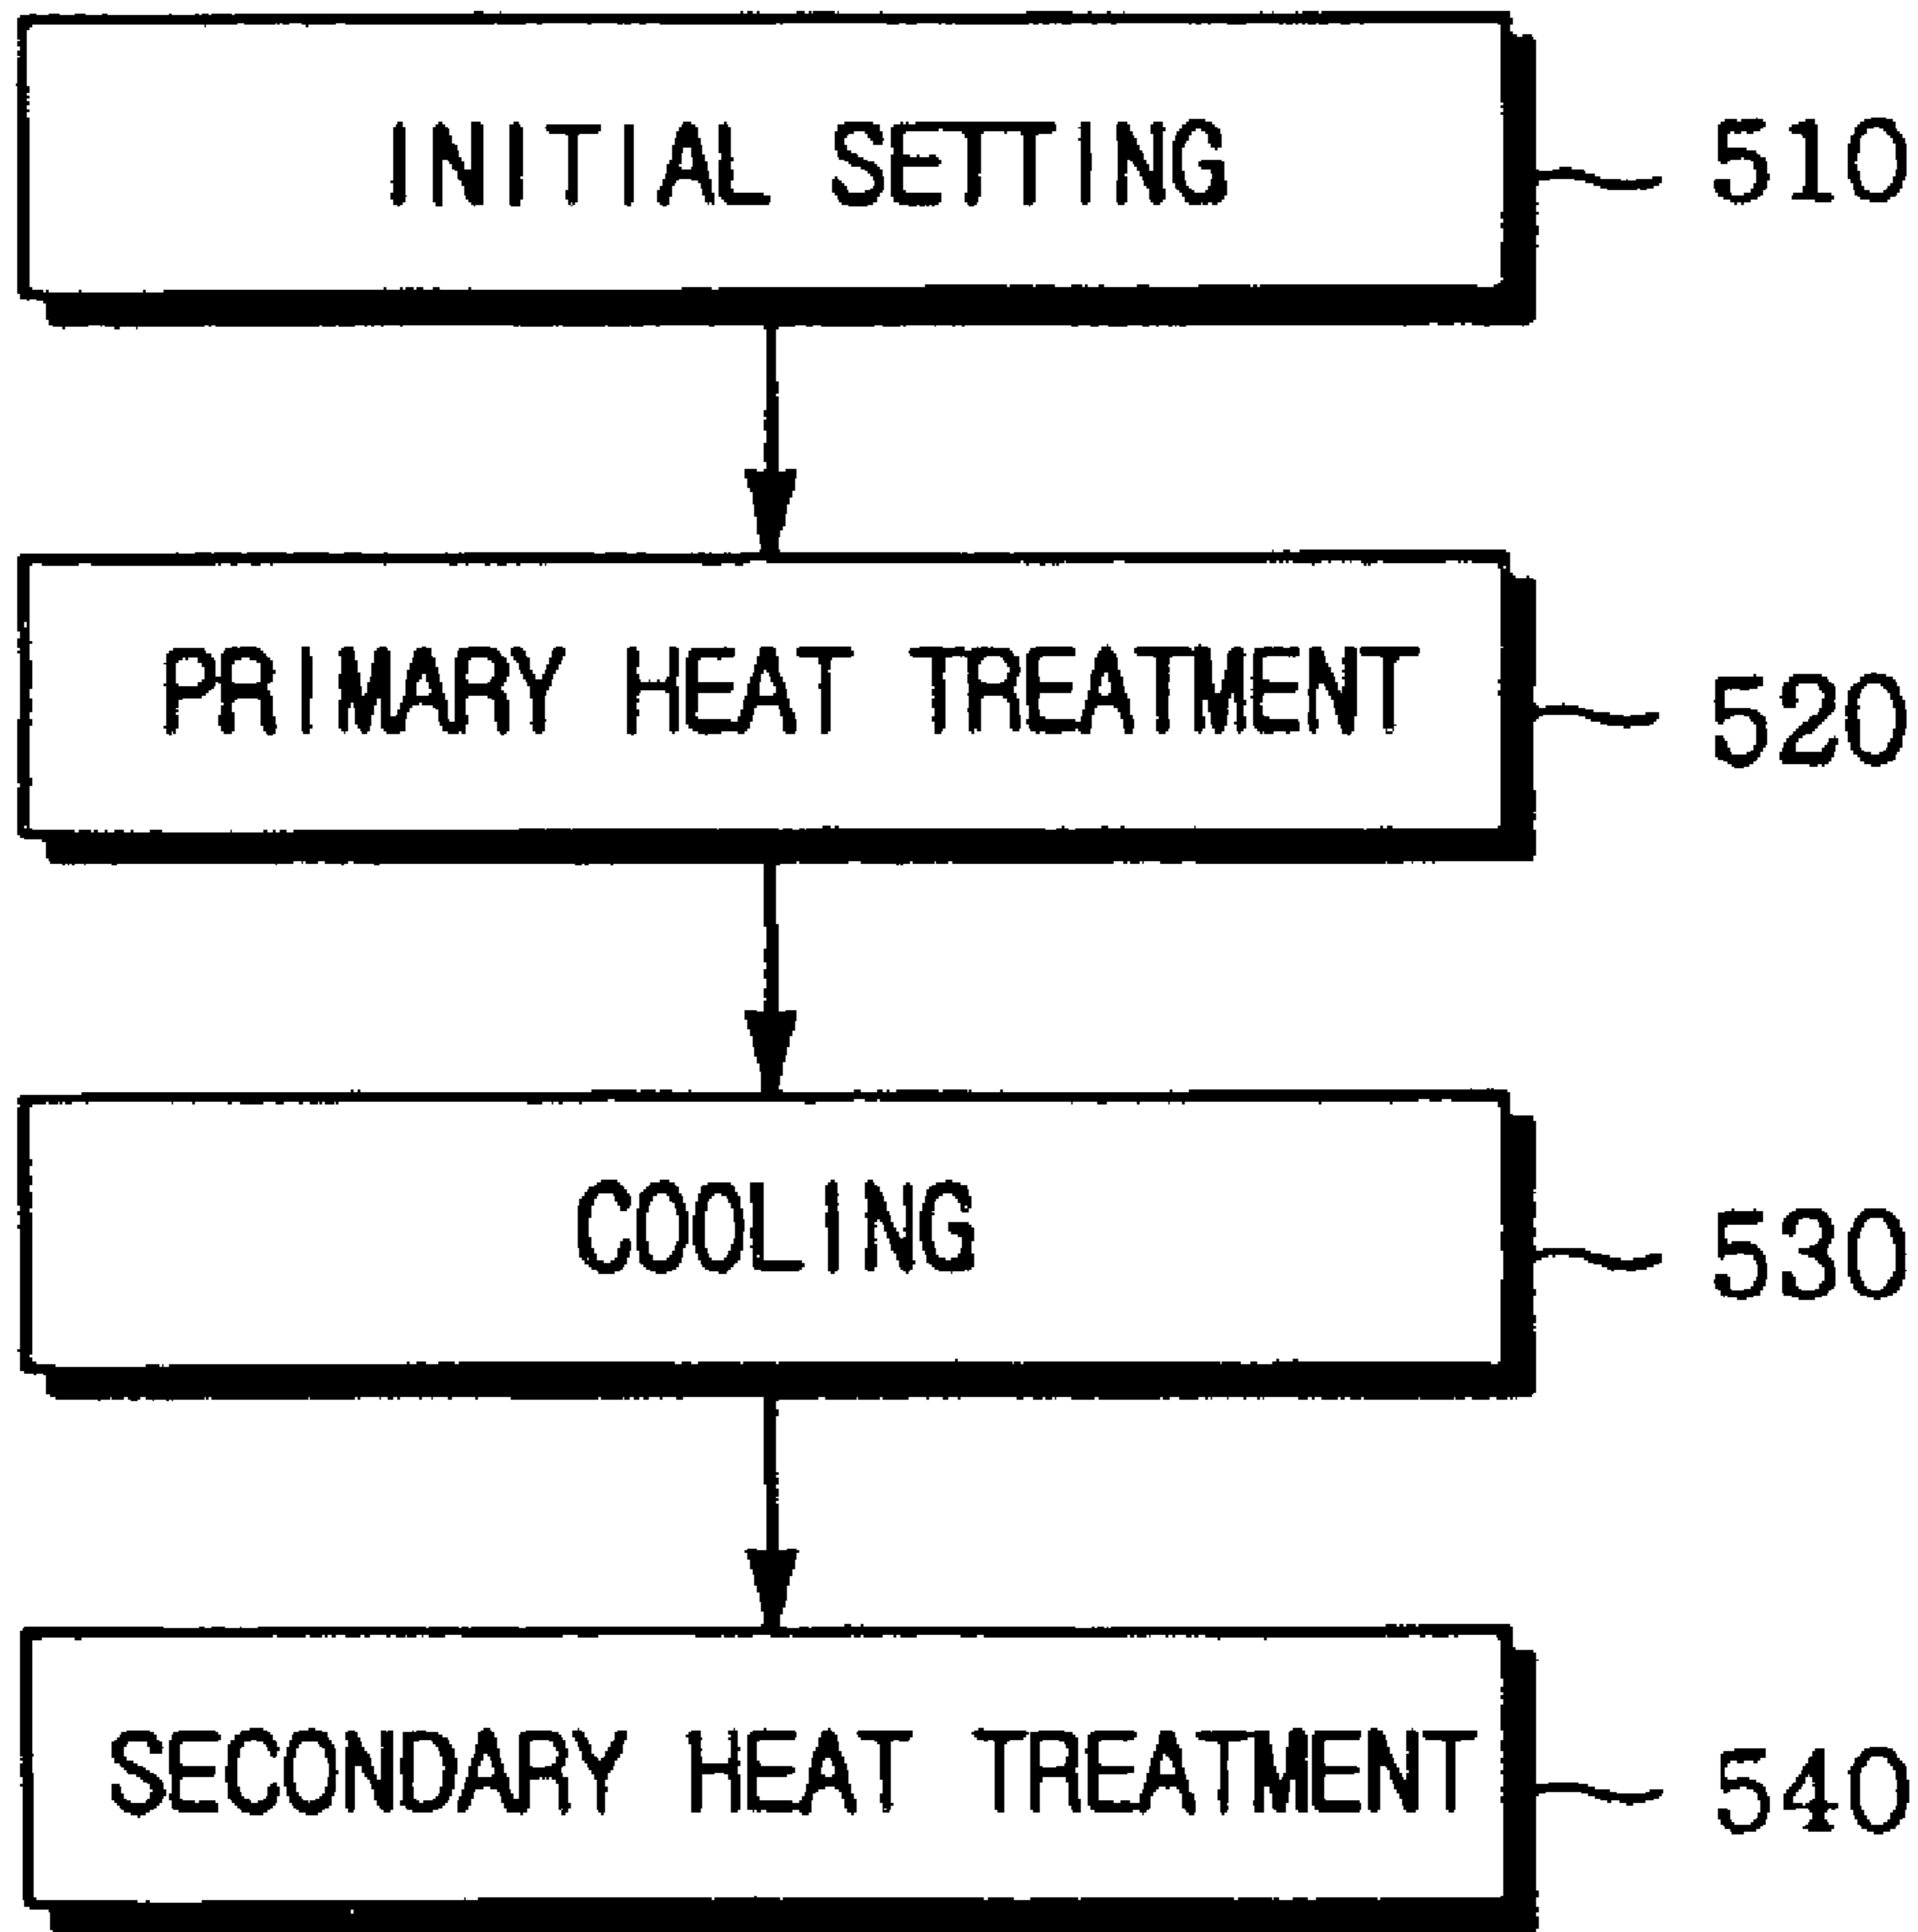 INITIAL SETTING
510
PRIMARY HEAT TREATMENT
520
COOLING
530
SECONDARY HEAT TREATMENT
540